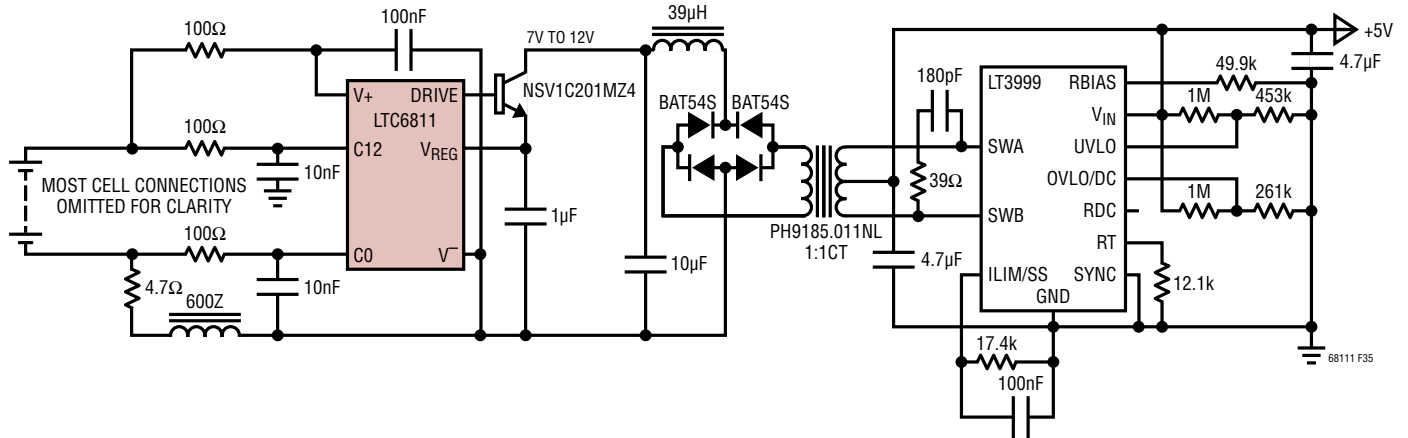 100Ω
100nF
39µH
7V TO 12V
+5V
4.7µF
V+
DRIVE
NSV1C201MZ4
LTC6811
180pF
LT3999
RBIAS
49.9k
BAT54S
BAT54S
VIN
1M
453k
100Ω
C12
VREG
SWA
UVLO
10nF
MOST CELL CONNECTIONS
OMITTED FOR CLARITY
39Ω
OVLO/DC
1M
261k
1µF
SWB
RDC
PH9185.011NL
1:1CT
100Ω
C0
V–
10µF
4.7µF
RT
ILIM/SS
SYNC
12.1k
4.7Ω
600Z
10nF
GND
17.4k
100nF
68111 F35